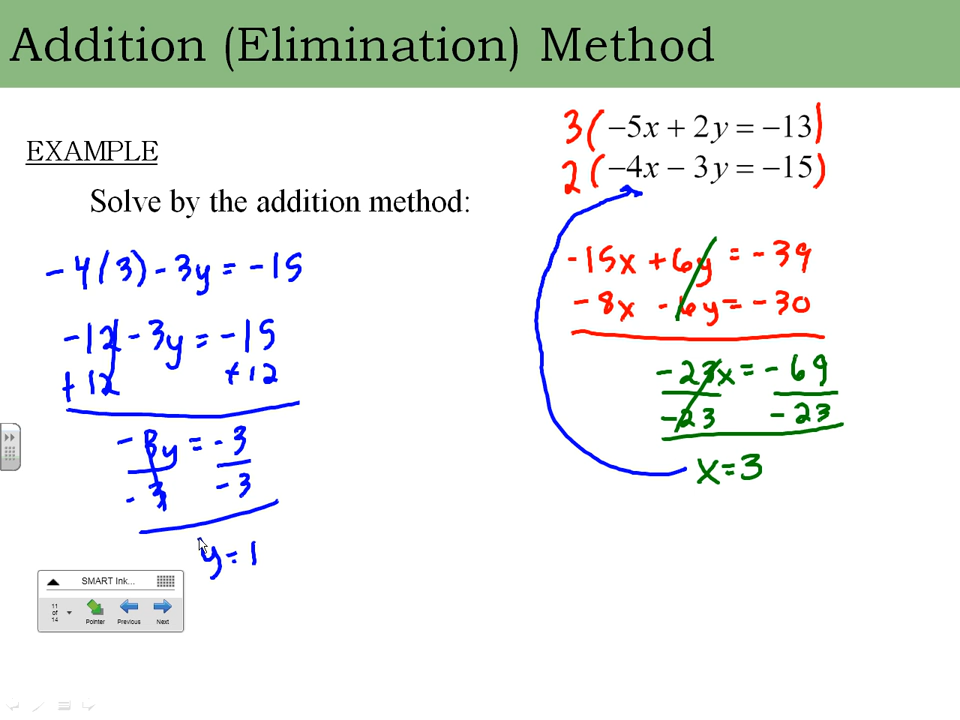 Addition (Elimination) Method
EXAMPLE
Solve by the addition method:
3(−5x + 2y = −13)
2(−4x − 3y = −15)
-15x + 6y = -39
-8x - 6y = -30
-23x = -69
-23 -23
x=3
-4(3) - 3y = -15
-12 - 3y = -15
+12 +12
-3y = -3
-3 -3
y=1
SMART Ink...
11 of 14
Pointer Previous Next